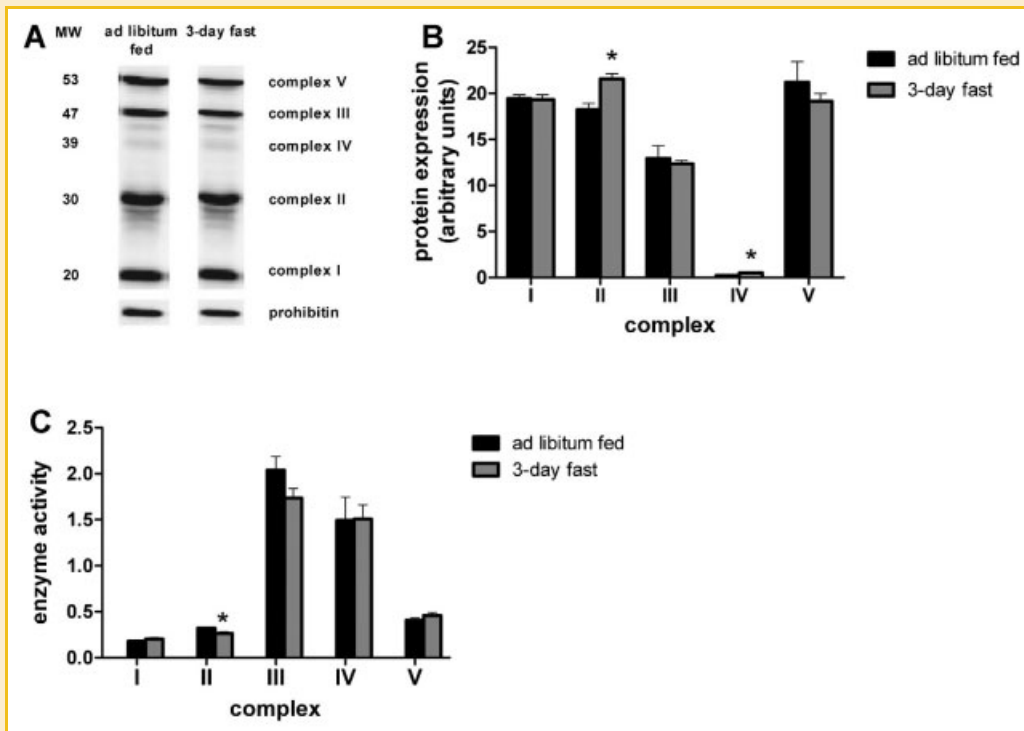 A
MW
ad libitum fed
3-day fast
53
complex V
47
complex III
39
complex IV
30
complex II
20
complex I
prohibitin
B
protein expression
(arbitrary units)
25
20
15
10
5
0
*
*
I II III IV V
complex
ad libitum fed
3-day fast
C
enzyme activity
2.5
2.0
1.5
1.0
0.5
0.0
*
I II III IV V
complex
ad libitum fed
3-day fast